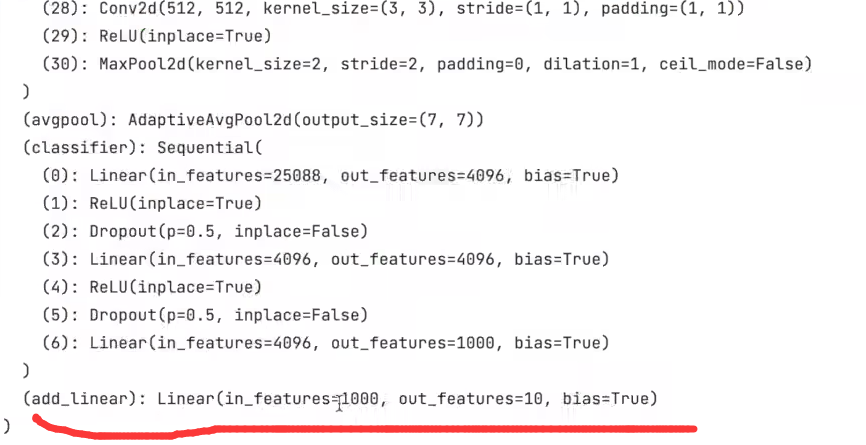 (28): Conv2d(512, 512, kernel_size=(3, 3), stride=(1, 1), padding=(1, 1))
(29): ReLU(inplace=True)
(30): MaxPool2d(kernel_size=2, stride=2, padding=0, dilation=1, ceil_mode=False)
)
(avgpool): AdaptiveAvgPool2d(output_size=(7, 7))
(classifier): Sequential(
(0): Linear(in_features=25088, out_features=4096, bias=True)
(1): ReLU(inplace=True)
(2): Dropout(p=0.5, inplace=False)
(3): Linear(in_features=4096, out_features=4096, bias=True)
(4): ReLU(inplace=True)
(5): Dropout(p=0.5, inplace=False)
(6): Linear(in_features=4096, out_features=1000, bias=True)
)
(add_linear): Linear(in_features=1000, out_features=10, bias=True)
)